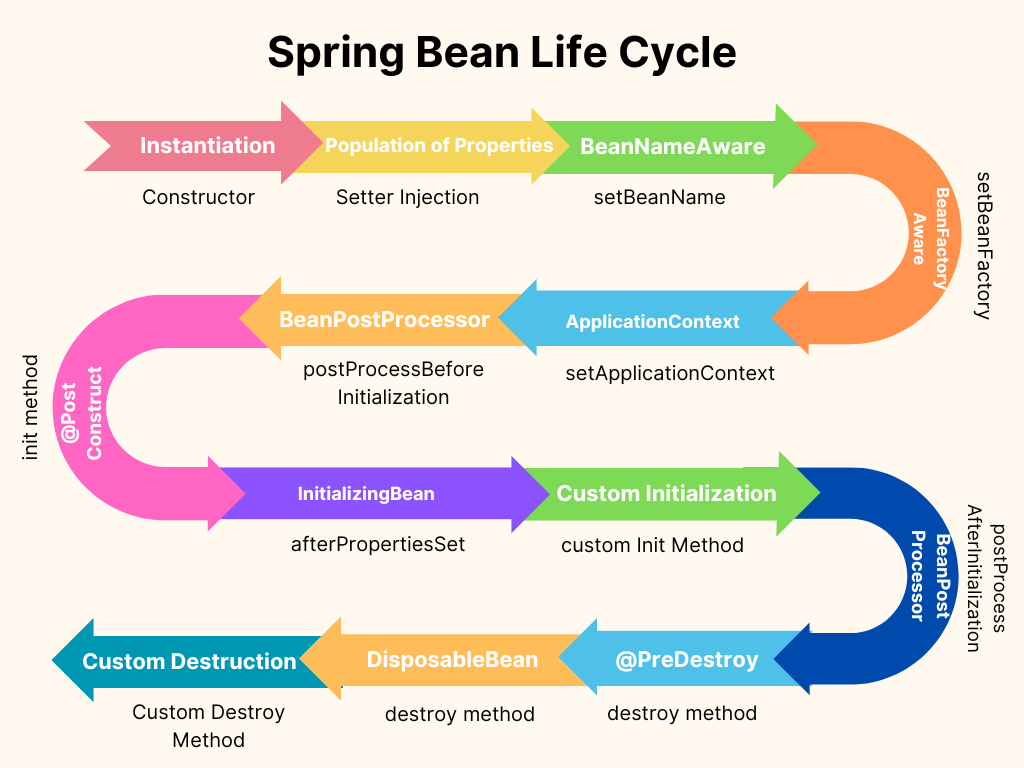 Spring Bean Life Cycle
Instantiation
Constructor
Population of Properties
Setter Injection
BeanNameAware
setBeanName
BeanFactory
Aware
setBeanFactory
ApplicationContext
setApplicationContext
BeanPostProcessor
postProcessBefore
Initialization
@Post
Construct
init method
InitializingBean
afterPropertiesSet
Custom Initialization
custom Init Method
BeanPost
Processor
postProcess
AfterInitialization
@PreDestroy
destroy method
DisposableBean
destroy method
Custom Destruction
Custom Destroy
Method